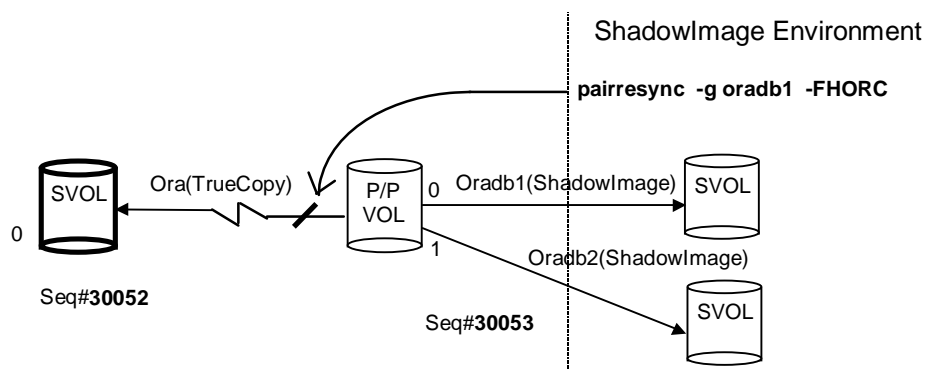 ShadowImage Environment
pairresync -g oradb1 -FHORC
SVOL
Ora(TrueCopy)
P/P
VOL
0
Oradb1(ShadowImage)
SVOL
0
1
Oradb2(ShadowImage)
Seq#30052
Seq#30053
SVOL